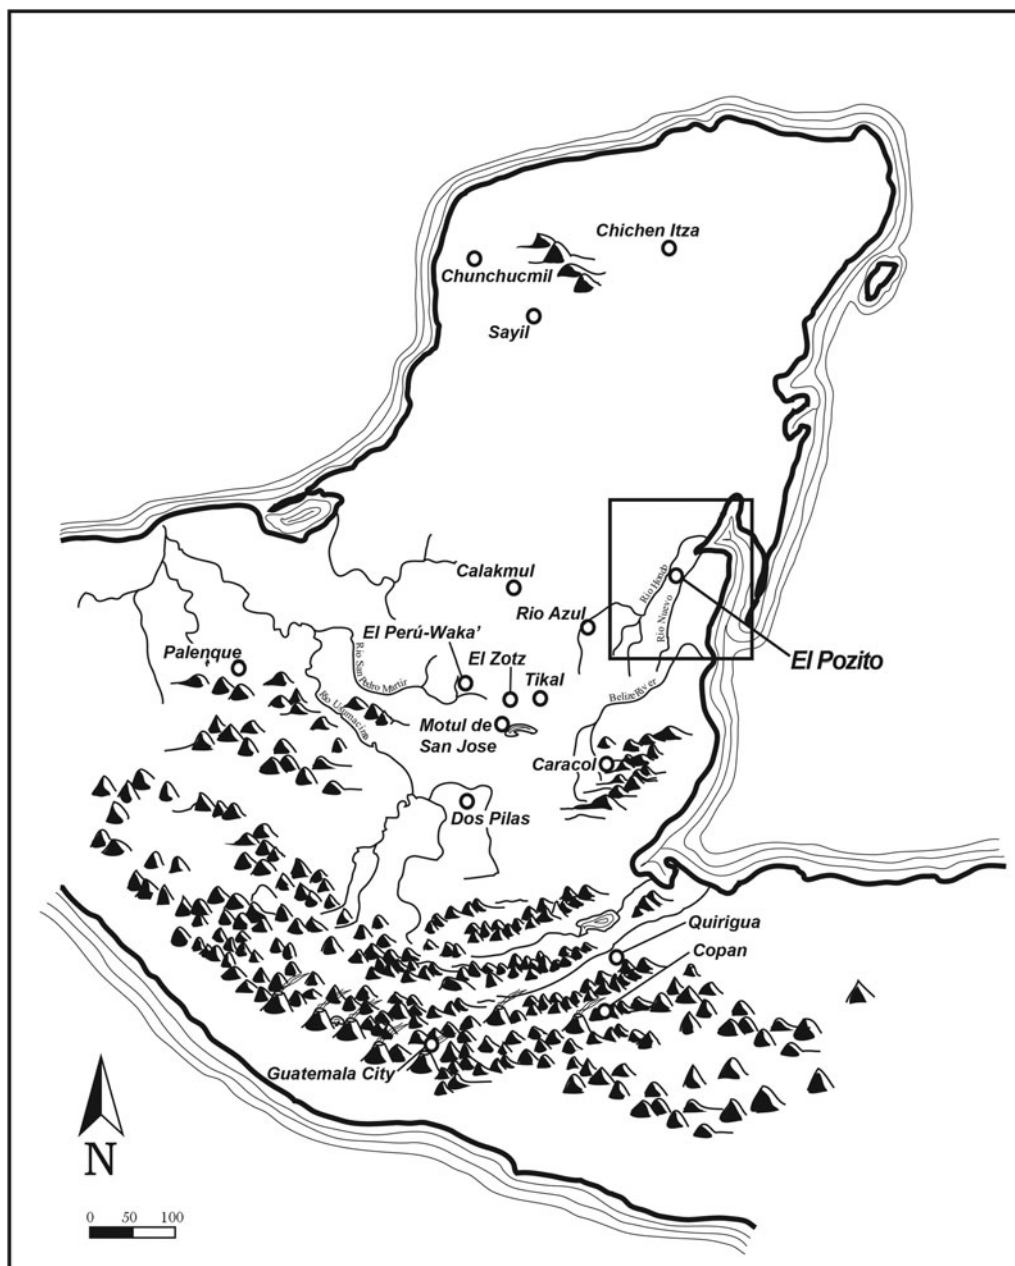 Chichen Itza
Chunchucmil
Sayil
Calakmul
Rio Hondo
Rio Azul
Rio Nuevo
El Perú-Waka’
Palenque
El Zotz
Tikal
El Pozito
Rio San Pedro Martir
Rio Usumacinta
Belize River
Motul de
San Jose
Caracol
Dos Pilas
Quirigua
Copan
Guatemala City
N
0 50 100